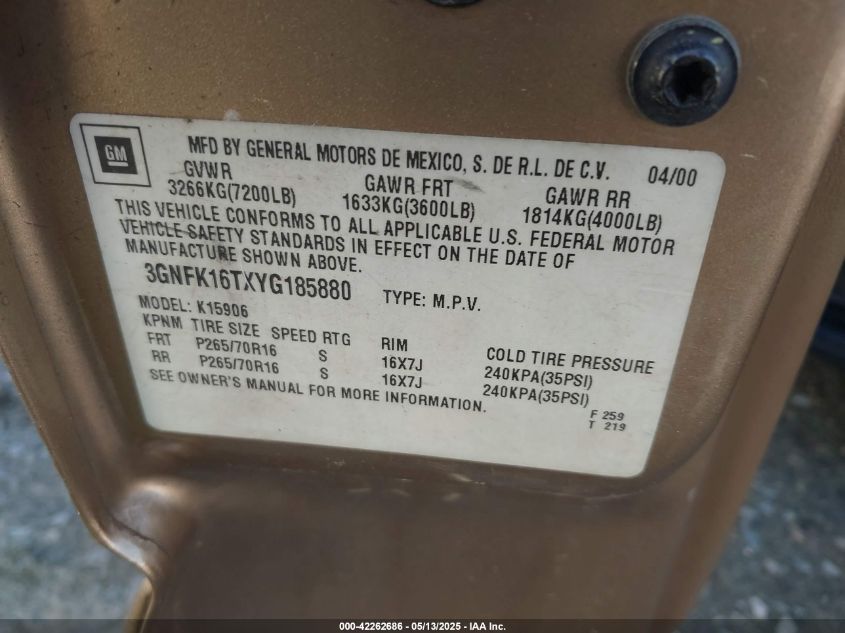 GM
MFD BY GENERAL MOTORS DE MEXICO, S. DE R.L. DE C.V. 04/00
GVWR GAWR FRT GAWR RR
3266KG(7200LB) 1633KG(3600LB) 1814KG(4000LB)
THIS VEHICLE CONFORMS TO ALL APPLICABLE U.S. FEDERAL MOTOR
VEHICLE SAFETY STANDARDS IN EFFECT ON THE DATE OF
MANUFACTURE SHOWN ABOVE.
3GNFK16TXYG185880 TYPE: M.P.V.
MODEL: K15906
KPNM TIRE SIZE SPEED RTG RIM COLD TIRE PRESSURE
FRT P265/70R16 S 16X7J 240KPA(35PSI)
RR P265/70R16 S 16X7J 240KPA(35PSI)
SEE OWNER'S MANUAL FOR MORE INFORMATION.
F 259
T 219
000-42262686 - 05/13/2025 - IAA Inc.